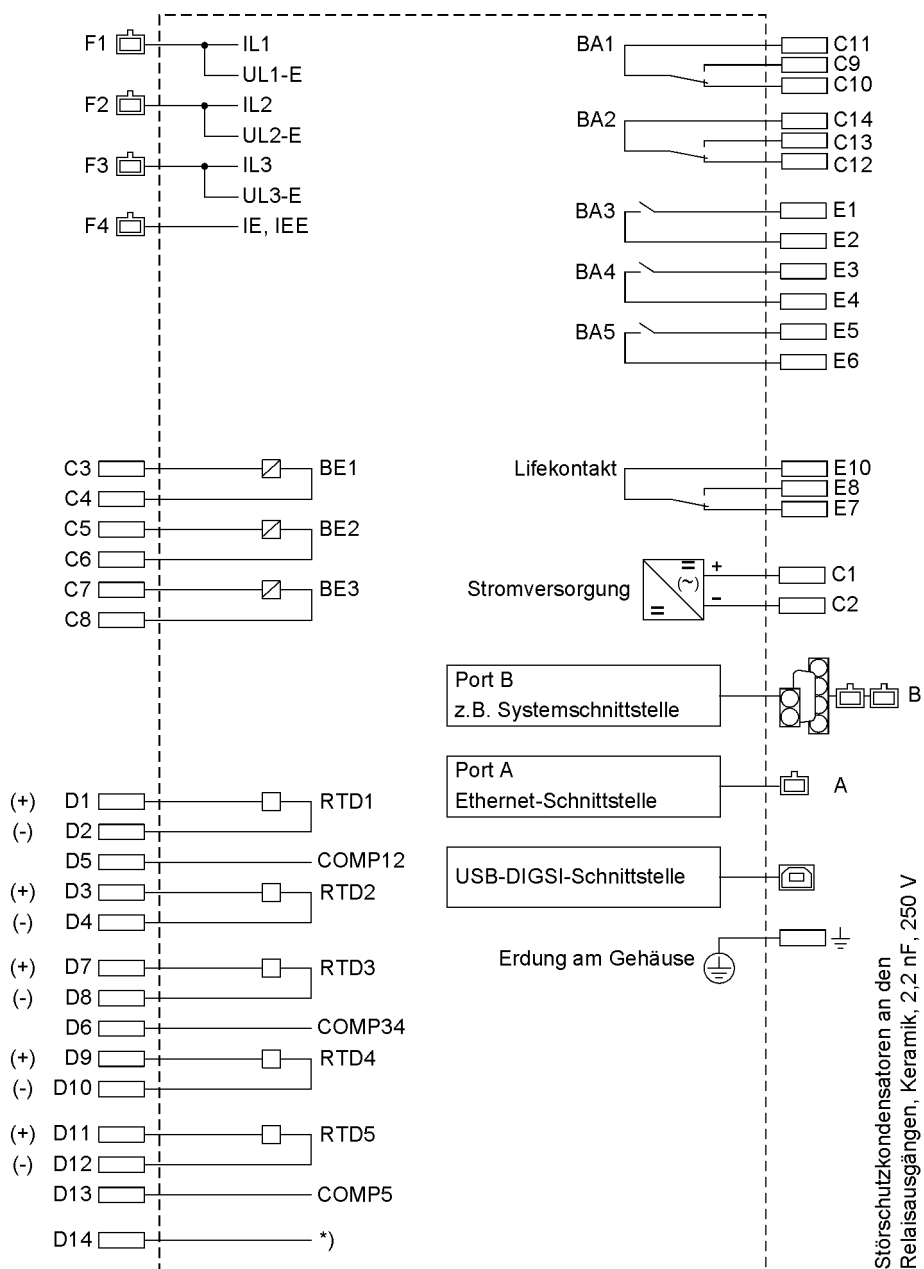 F1 IL1
UL1-E
F2 IL2
UL2-E
F3 IL3
UL3-E
F4 IE, IEE
C3 BE1
C4
C5 BE2
C6
C7 BE3
C8
(+) D1 RTD1
(-) D2
D5 COMP12
(+) D3 RTD2
(-) D4
(+) D7 RTD3
(-) D8
D6 COMP34
(+) D9 RTD4
(-) D10
(+) D11 RTD5
(-) D12
D13 COMP5
D14 *)
BA1 C11
C9
C10
BA2 C14
C13
C12
BA3 E1
E2
BA4 E3
E4
BA5 E5
E6
Lifekontakt E10
E8
E7
Stromversorgung = (~) = + C1
- C2
Port B
z.B. Systemschnittstelle
B
Port A
Ethernet-Schnittstelle
A
USB-DIGSI-Schnittstelle
Erdung am Gehäuse
Störschutzkondensatoren an den
Relaisausgängen, Keramik, 2,2 nF, 250 V